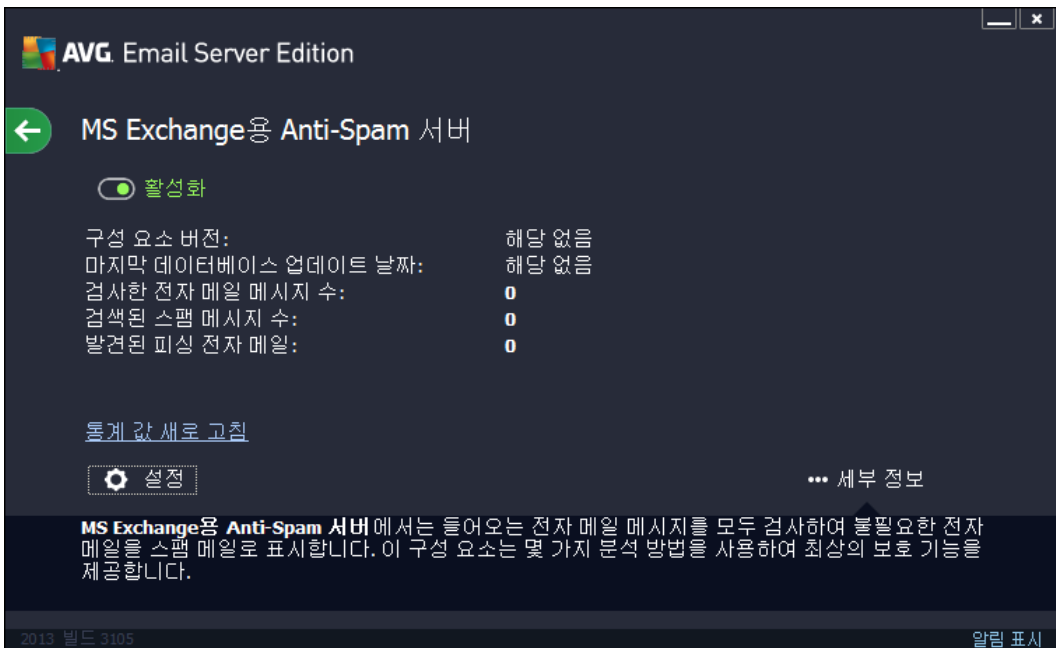 AVG. Email Server Edition
MS Exchange용 Anti-Spam 서버
활성화
구성 요소 버전: 해당 없음
마지막 데이터베이스 업데이트 날짜: 해당 없음
검사한 전자 메일 메시지 수: 0
검색된 스팸 메시지 수: 0
발견된 피싱 전자 메일: 0
통계 값 새로 고침
설정
••• 세부 정보
MS Exchange용 Anti-Spam 서버에서는 들어오는 전자 메일 메시지를 모두 검사하여 불필요한 전자
메일을 스팸 메일로 표시합니다. 이 구성 요소는 몇 가지 분석 방법을 사용하여 최상의 보호 기능을
제공합니다.
2013 빌드 3105
알림 표시